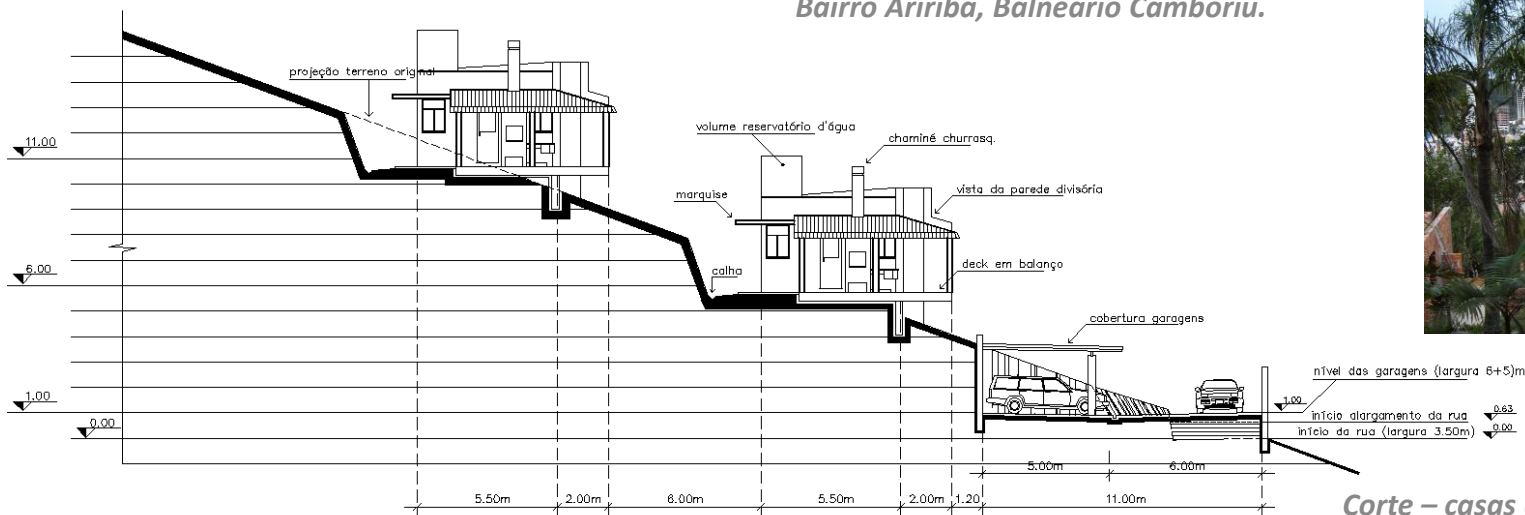 Bairro Ariribá, Balneário Camboriú.
projeção terreno original
11.00
volume reservatório d'água
chaminé churrasq.
marquise
vista da parede divisória
6.00
calha
deck em balanço
cobertura garagens
nível das garagens (largura 6+5)m
1.00
1.00
início alargamento da rua
0.63
0.00
início da rua (largura 3.50m)
0.00
5.00m
6.00m
5.50m
2.00m
6.00m
5.50m
2.00m
1.20
11.00m
Corte – casas